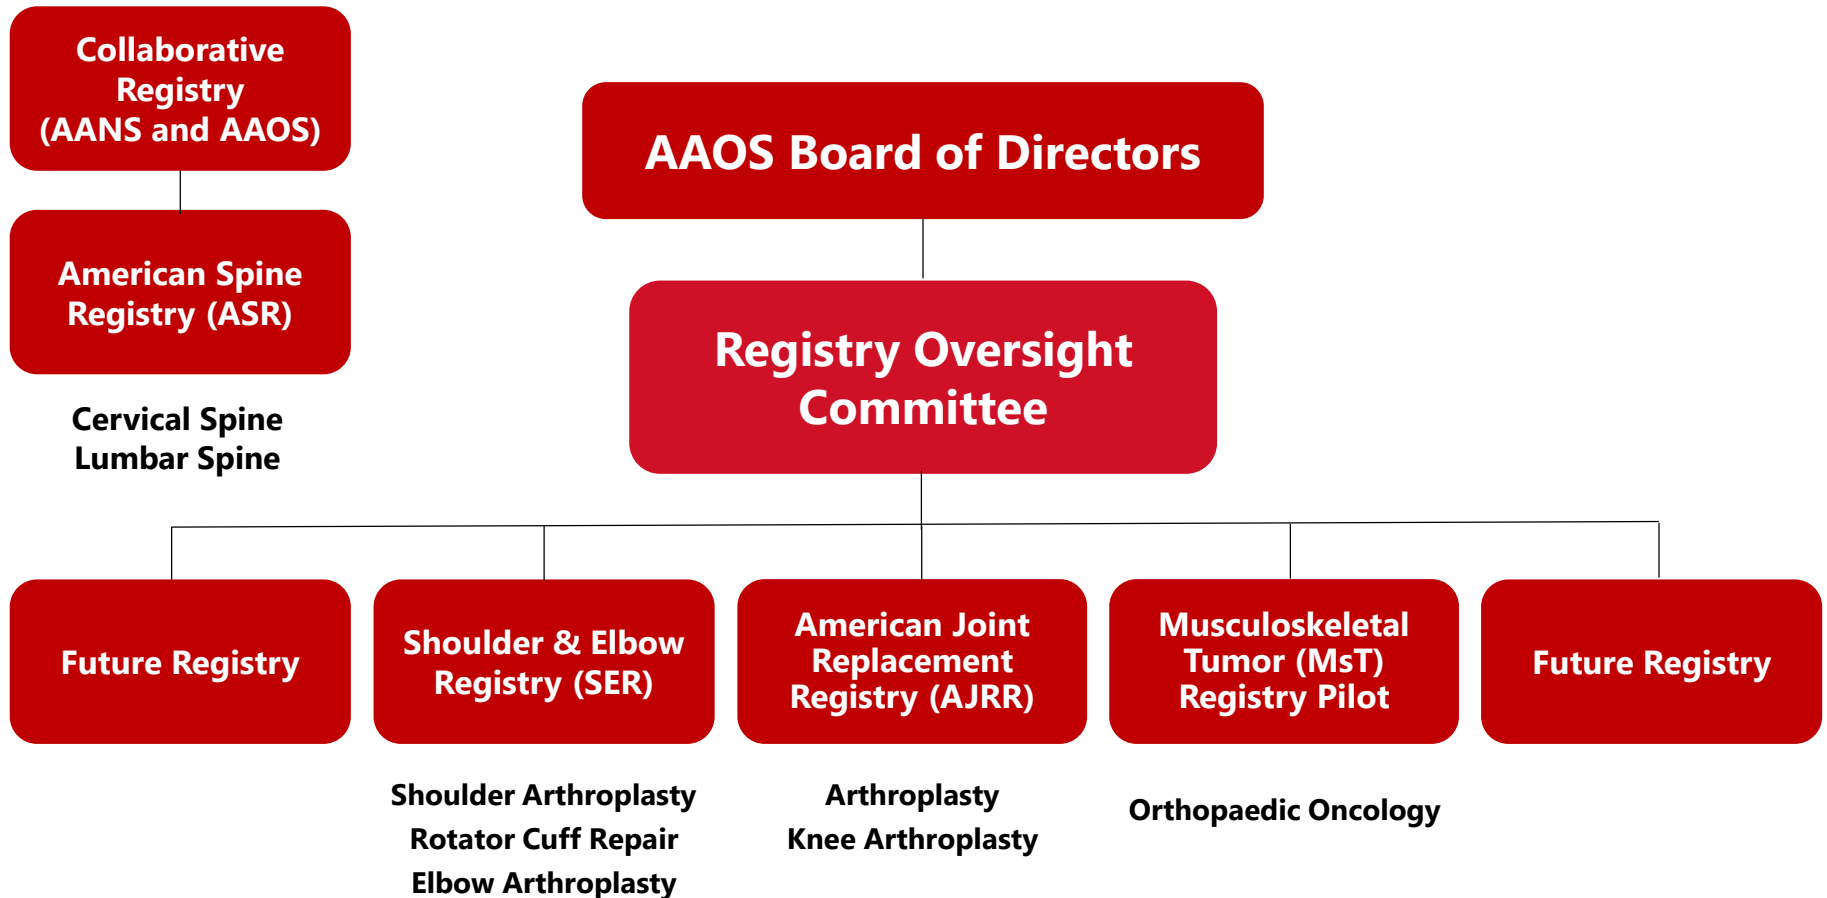 Collaborative
Registry
(AANS and AAOS)
American Spine
Registry (ASR)
Cervical Spine
Lumbar Spine
AAOS Board of Directors
Registry Oversight
Committee
Future Registry
Shoulder & Elbow
Registry (SER)
Shoulder Arthroplasty
Rotator Cuff Repair
Elbow Arthroplasty
American Joint
Replacement
Registry (AJRR)
Arthroplasty
Knee Arthroplasty
Musculoskeletal
Tumor (MsT)
Registry Pilot
Orthopaedic Oncology
Future Registry